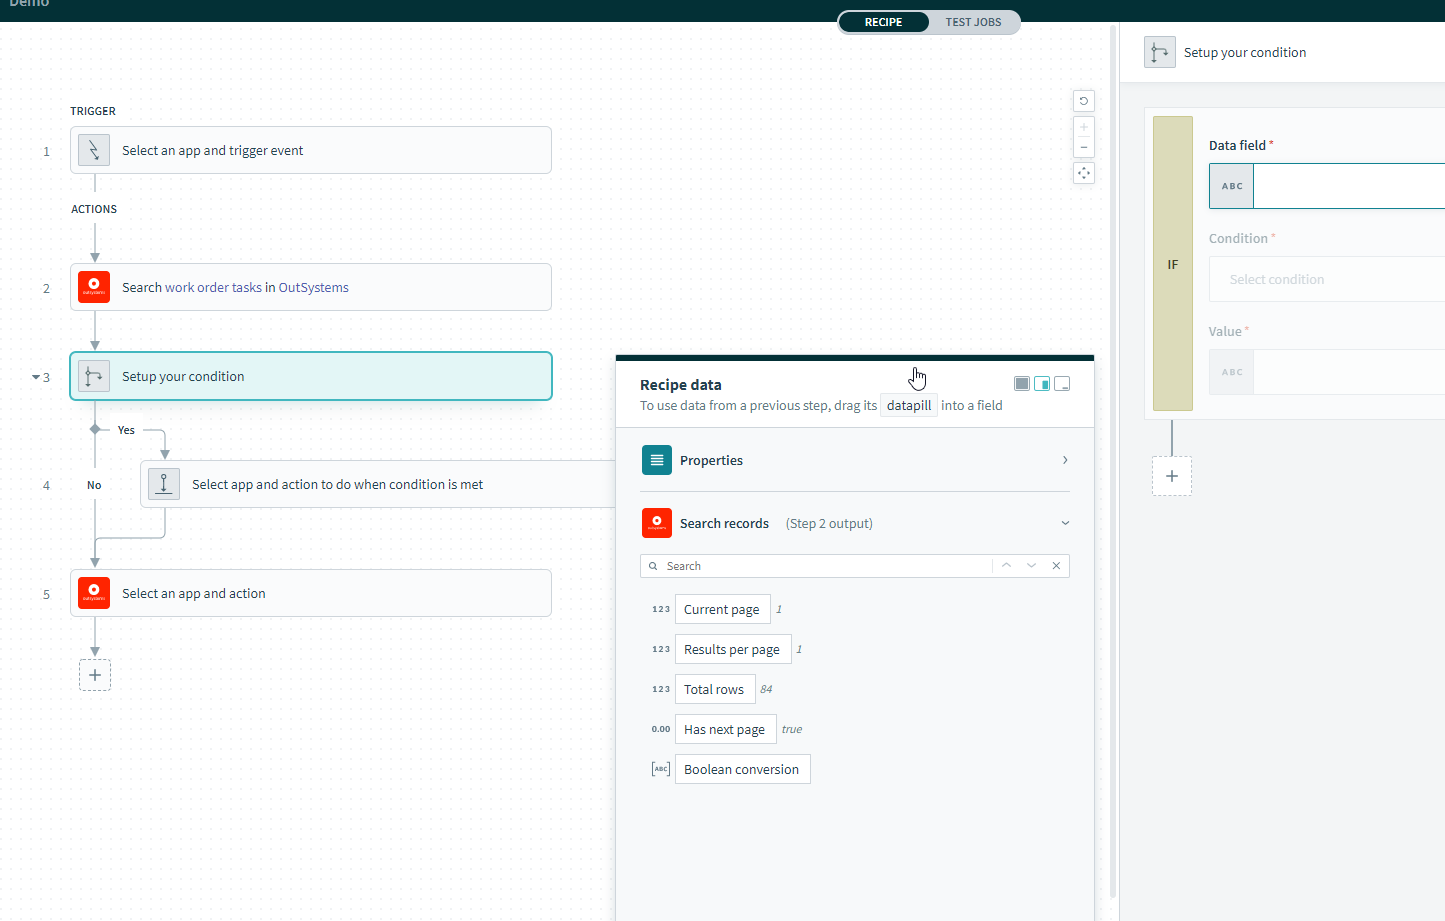 Demo
RECIPE
TEST JOBS
Setup your condition
TRIGGER
1
Select an app and trigger event
ACTIONS
2
Search work order tasks in OutSystems
3
Setup your condition
Yes
4
No
Select app and action to do when condition is met
5
Select an app and action
Recipe data
To use data from a previous step, drag its datapill into a field
Properties
Search records (Step 2 output)
Search
123 Current page 1
123 Results per page 1
123 Total rows 84
0.00 Has next page true
ABC Boolean conversion
IF
Data field *
ABC
Condition *
Select condition
Value *
ABC